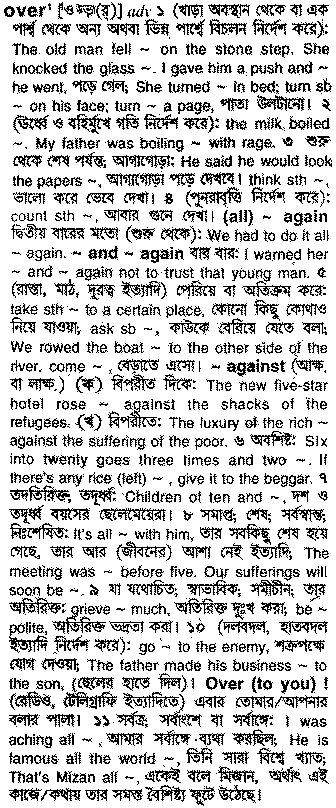 over¹ [ওভ্‌ভা(র্)] adv ১ (খাড়া অবস্থান থেকে বা এক
পার্শ্ব থেকে অন্য অথবা ভিন্ন পার্শ্বে বিচলন নির্দেশ করে):
The old man fell ~ on the stone step. She
knocked the glass ~. I gave him a push and ~
he went, পড়ে গেল; She turned ~ in bed; turn sb
~ on his face; turn ~ a page, পাতা উলটানো। ২
(ঊর্ধ্বে ও বহির্মুখে গতি নির্দেশ করে): the milk boiled
~. My father was boiling ~ with rage. ৩ শুরু
থেকে শেষ পর্যন্ত; আগাগোড়া: He said he would look
the papers ~, আগাগোড়া পড়ে দেখবে। think sth ~,
ভালো করে ভেবে দেখা। ৪ (পুনরাবৃত্তি নির্দেশ করে):
count sth ~, আবার গুনে দেখা। (all) ~ again
দ্বিতীয় বারের মতো (শুরু থেকে): We had to do it all
~ again. ~ and ~ again বার বার: I warned her
~ and ~ again not to trust that young man. ৫
(রাস্তা, মাঠ, দূরত্ব ইত্যাদি) পেরিয়ে বা অতিক্রম করে:
take sth ~ to a certain place, কোনো কিছু কোথাও
নিয়ে যাওয়া; ask sb ~, কাউকে বেরিয়ে যেতে বলা;
We rowed the boat ~ to the other side of the
river, come ~, বেড়াতে এসো। ~ against (আক্ষ.
বা লাক্ষ.) (ক) বিপরীত দিকে: The new five-star
hotel rose ~ against the shacks of the
refugees. (খ) বিপরীতে: The luxury of the rich ~
against the suffering of the poor. ৬ অবশিষ্ট: Six
into twenty goes three times and two ~. If
there's any rice (left) ~, give it to the beggar. ৭
তদতিরিক্ত, তদূর্ধ্ব: Children of ten and ~, দশ ও
তদূর্ধ্ব বয়সের ছেলেমেয়েরা। ৮ সমাপ্ত; শেষ; সর্বস্বান্ত;
নিঃশেষিত: It's all ~ with him, তার সবকিছু শেষ হয়ে
গেছে, তার আর (জীবনের) আশা নেই ইত্যাদি; The
meeting was ~ before five. Our sufferings will
soon be ~. ৯ যা যথোচিত; স্বাভাবিক; সমীচীন; তার
অতিরিক্ত: grieve ~ much, অতিরিক্ত দুঃখ করা; be ~
polite, অতিরিক্ত ভদ্রতা করা। ১০ (দলবদল, হাতবদল
ইত্যাদি নির্দেশ করে): go ~ to the enemy, শত্রুপক্ষে
যোগ দেওয়া; The father made his business ~ to
the son, (ছেলের হাতে দিল)। Over (to you) !
(রেডিও, টেলিগ্রাফি ইত্যাদিতে) এবার তোমার/আপনার
বলার পালা। ১১ সর্বত্র; সর্বাংশে বা সর্বাঙ্গে: I was
aching all ~, আমার সর্বাঙ্গে ব্যথা করছিল; He is
famous all the world ~, তিনি সারা বিশ্বে খ্যাত;
That's Mizan all ~, একেই বলে মিজান, অর্থাৎ এই
কাজে/কথায় তার সমস্ত বৈশিষ্ট্য ফুটে উঠেছে।